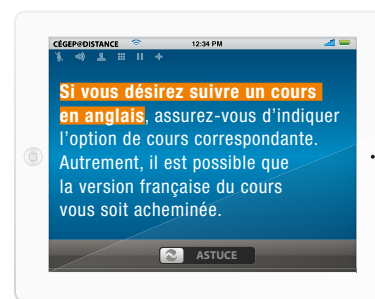 CÉGEP@DISTANCE 12:34 PM
Si vous désirez suivre un cours
en anglais, assurez-vous d’indiquer
l’option de cours correspondante.
Autrement, il est possible que
la version française du cours
vous soit acheminée.
ASTUCE